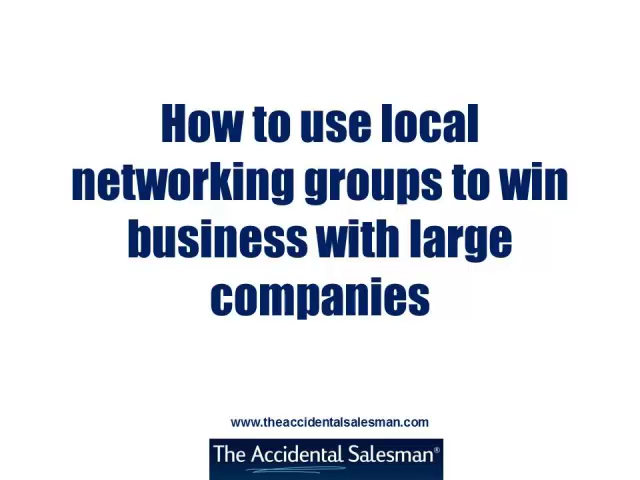 How to use local
networking groups to win
business with large
companies
www.theaccidentalsalesman.com
The Accidental Salesman®